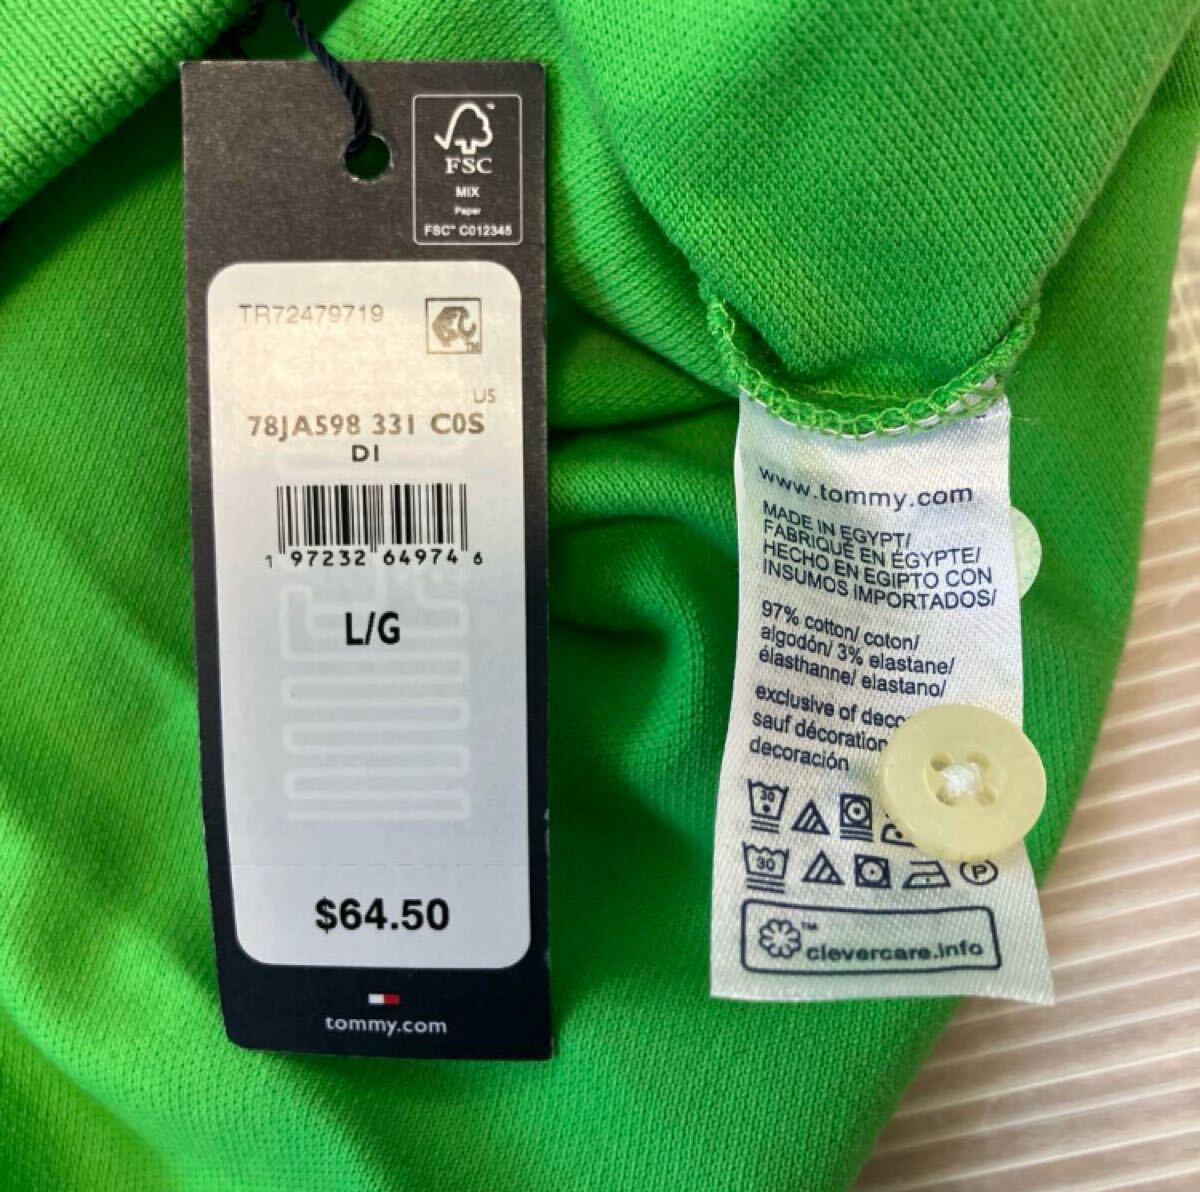 FSC
MIX
Paper
FSC™ C012345
TR72479719
US
78JA598 331 C0S
DI
1 97232 64974 6
L/G
$64.50
tommy.com
www.tommy.com
MADE IN EGYPT/
FABRIQUÉ EN ÉGYPTE/
HECHO EN EGIPTO CON
INSUMOS IMPORTADOS/
97% cotton/ coton/
algodón/ 3% elastane/
élasthanne/ elastano/
exclusive of
sauf décoration
decoración
30
30
P
clevercare.info